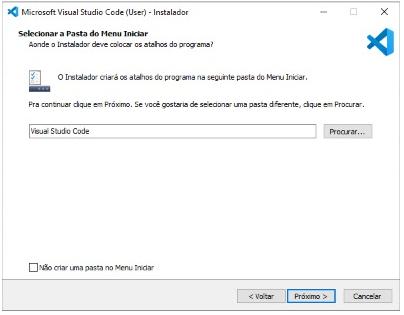 Microsoft Visual Studio Code (User) - Instalador
Selecionar a Pasta do Menu Iniciar
Aonde o Instalador deve colocar os atalhos do programa?
O Instalador criará os atalhos do programa na seguinte pasta do Menu Iniciar.
Pra continuar clique em Próximo. Se você gostaria de selecionar uma pasta diferente, clique em Procurar.
Visual Studio Code
Procurar...
Não criar uma pasta no Menu Iniciar
< Voltar
Próximo >
Cancelar